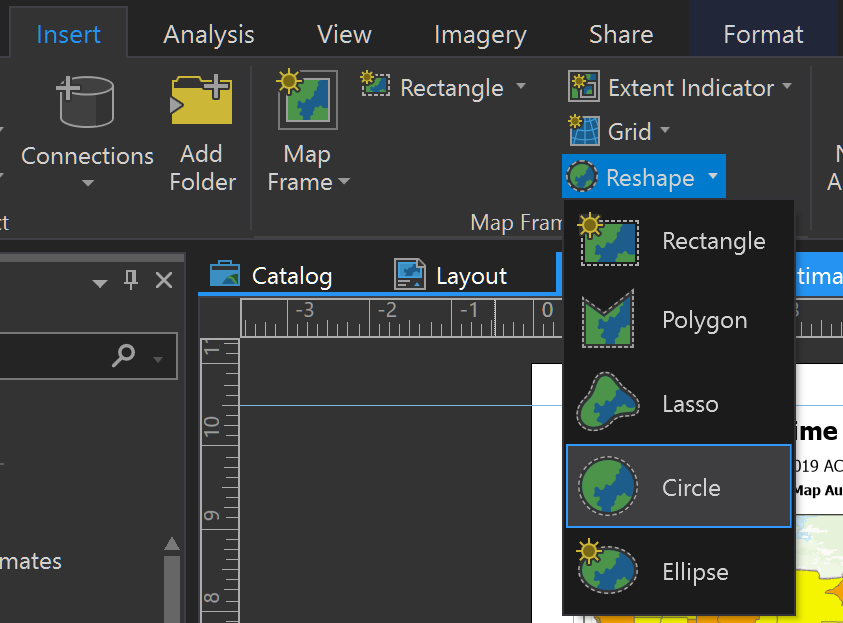 Insert Analysis View Imagery Share Format
Rectangle Extent Indicator
Grid
Connections Add Folder Map Frame
Reshape
Map Fram
Rectangle
Catalog Layout tima
-3 -2 -1 0
Polygon
11
Lasso
10
ime
019 AC
Map Au
Circle
9
mates
Ellipse
8